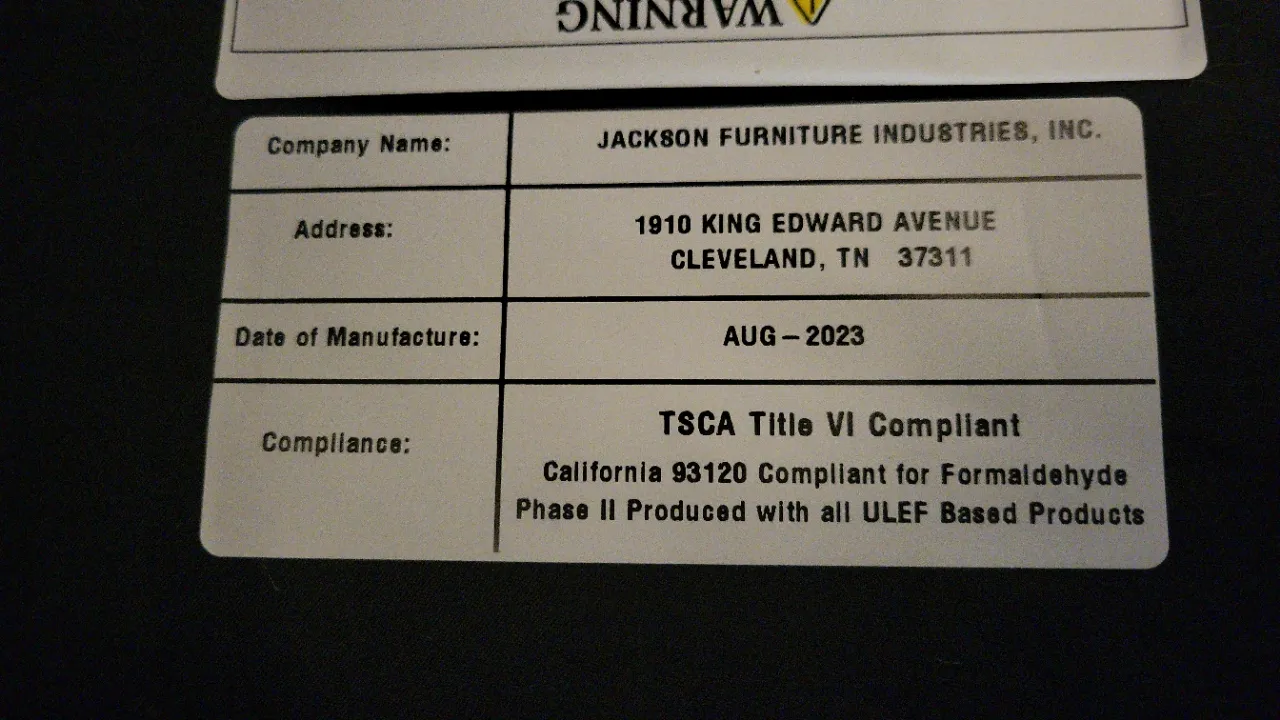 WARNING
Company Name: JACKSON FURNITURE INDUSTRIES, INC.
Address: 1910 KING EDWARD AVENUE
CLEVELAND, TN 37311
Date of Manufacture: AUG – 2023
Compliance: TSCA Title VI Compliant
California 93120 Compliant for Formaldehyde
Phase II Produced with all ULEF Based Products